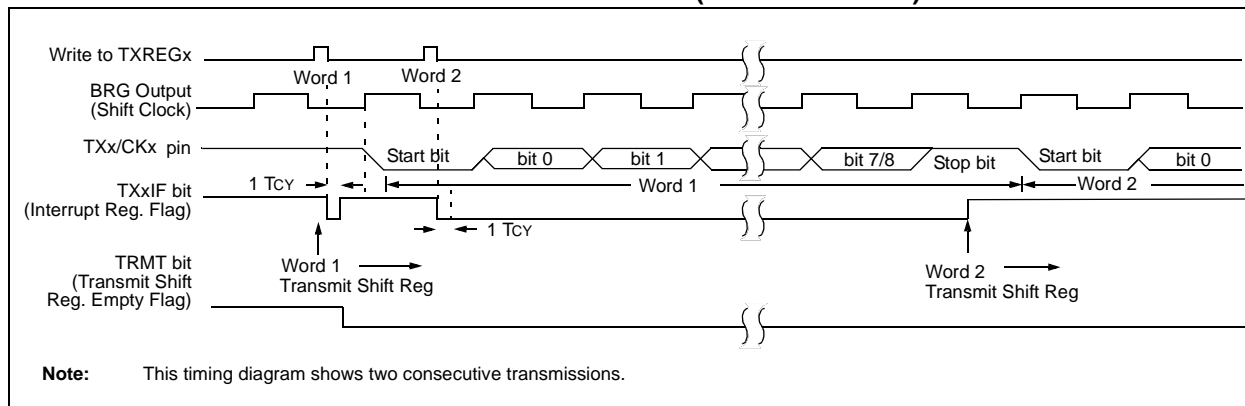 Write to TXREGx
Word 1 Word 2
BRG Output
(Shift Clock)
TXx/CKx pin
Start bit bit 0 bit 1 bit 7/8 Stop bit Start bit bit 0
1 TCY Word 1 Word 2
TXxIF bit
(Interrupt Reg. Flag)
1 TCY
TRMT bit
(Transmit Shift
Reg. Empty Flag)
Word 1
Transmit Shift Reg
Word 2
Transmit Shift Reg
Note: This timing diagram shows two consecutive transmissions.